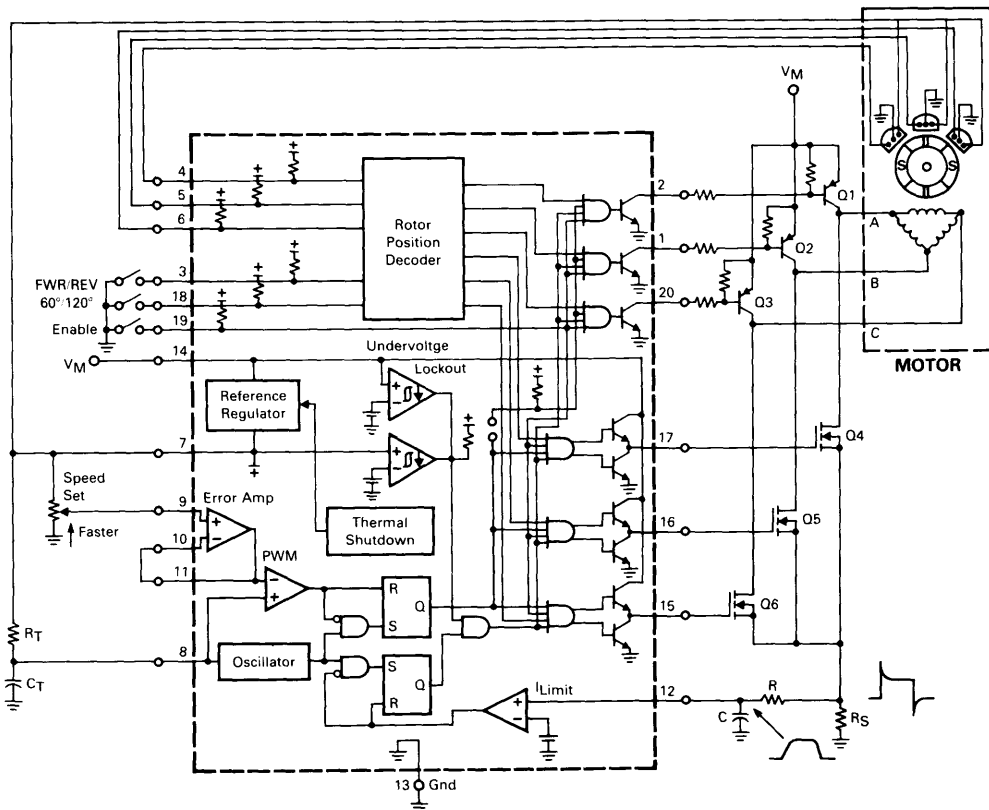 V_M
MOTOR
A
B
C
Q1
Q2
Q3
Q4
Q5
Q6
4
5
6
3
18
19
14
7
9
10
11
8
2
1
20
17
16
15
12
13 Gnd
Rotor
Position
Decoder
FWR/REV
60°/120°
Enable
V_M
Undervoltge
Lockout
Reference
Regulator
Speed
Set
Faster
Error Amp
Thermal
Shutdown
PWM
R
Q
S
Oscillator
S
Q
R
I_Limit
R_T
C_T
R
C
R_S
S
S